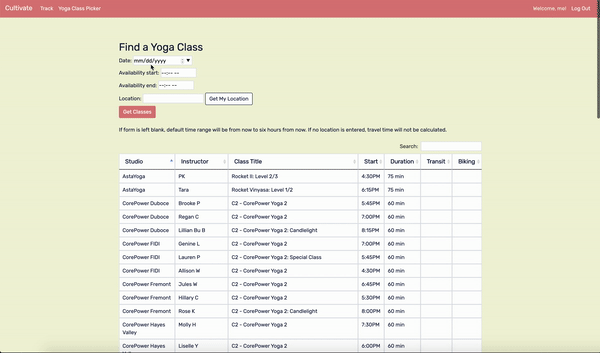 Cultivate Track Yoga Class Picker Welcome, mai Log Out
Find a Yoga Class
Date: mm/dd/yyyy
Availability start: --:-- --
Availability end: --:-- --
Location: Get My Location
Get Classes
If form is left blank, default time range will be from now to six hours from now. If no location is entered, travel time will not be calculated.
Search:
Studio Instructor Class Title Start Duration Transit Biking
AstaYoga PK Rocket II: Level 2/3 4:30PM 75 min
AstaYoga Tara Rocket Vinyasa: Level 1/2 6:15PM 75 min
CorePower Duboce Brooke P C2 - CorePower Yoga 2 5:45PM 60 min
CorePower Duboce Regan C C2 - CorePower Yoga 2 7:00PM 60 min
CorePower Duboce Lillian Bu B C2 - CorePower Yoga 2: Candlelight 8:15PM 60 min
CorePower FIDI Genine L C2 - CorePower Yoga 2 7:00PM 60 min
CorePower FIDI Lauren P C2 - CorePower Yoga 2: Special Class 5:45PM 60 min
CorePower FIDI Allison W C2 - CorePower Yoga 2 4:30PM 60 min
CorePower Fremont Jules W C2 - CorePower Yoga 2 6:45PM 60 min
CorePower Fremont Hillary C C2 - CorePower Yoga 2 5:30PM 60 min
CorePower Fremont Rose K C2 - CorePower Yoga 2: Candlelight 8:00PM 60 min
CorePower Hayes Molly H C2 - CorePower Yoga 2 7:30PM 60 min
Valley
CorePower Hayes Liselle Y C2 - CorePower Yoga 2 6:00PM 60 min